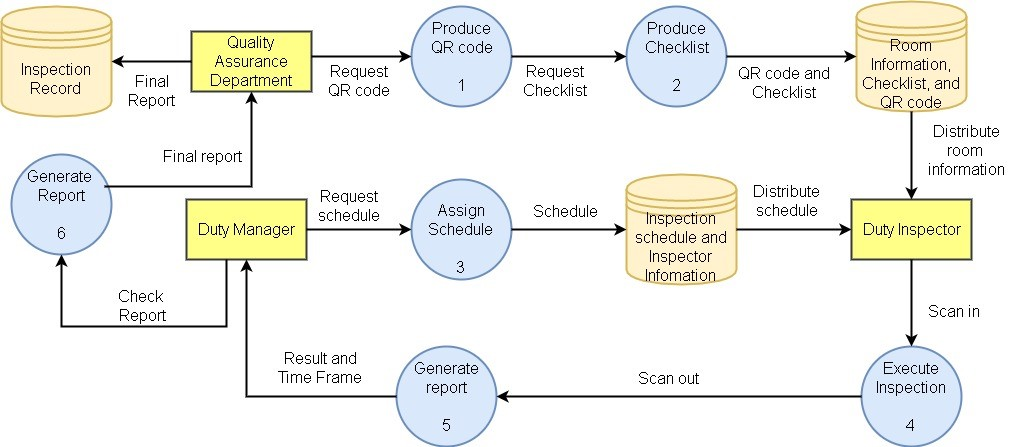 Inspection
Record
Final
Report
Quality
Assurance
Department
Request
QR code
Produce
QR code
1
Request
Checklist
Produce
Checklist
2
QR code and
Checklist
Room
Information,
Checklist, and
QR code
Distribute
room
information
Final report
Generate
Report
6
Duty Manager
Request
schedule
Assign
Schedule
3
Schedule
Inspection
schedule and
Inspector
Infomation
Distribute
schedule
Duty Inspector
Check
Report
Scan in
Result and
Time Frame
Generate
report
5
Scan out
Execute
Inspection
4